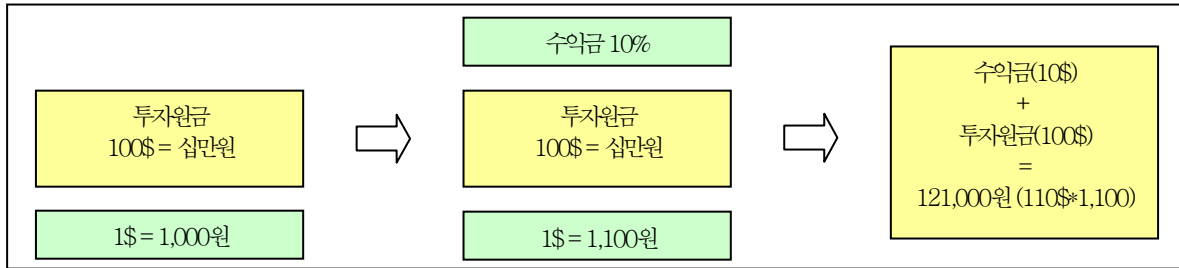 투자원금
100$ = 십만원
1$ = 1,000원
수익금 10%
투자원금
100$ = 십만원
1$ = 1,100원
수익금(10$)
+
투자원금(100$)
=
121,000원 (110$*1,100)